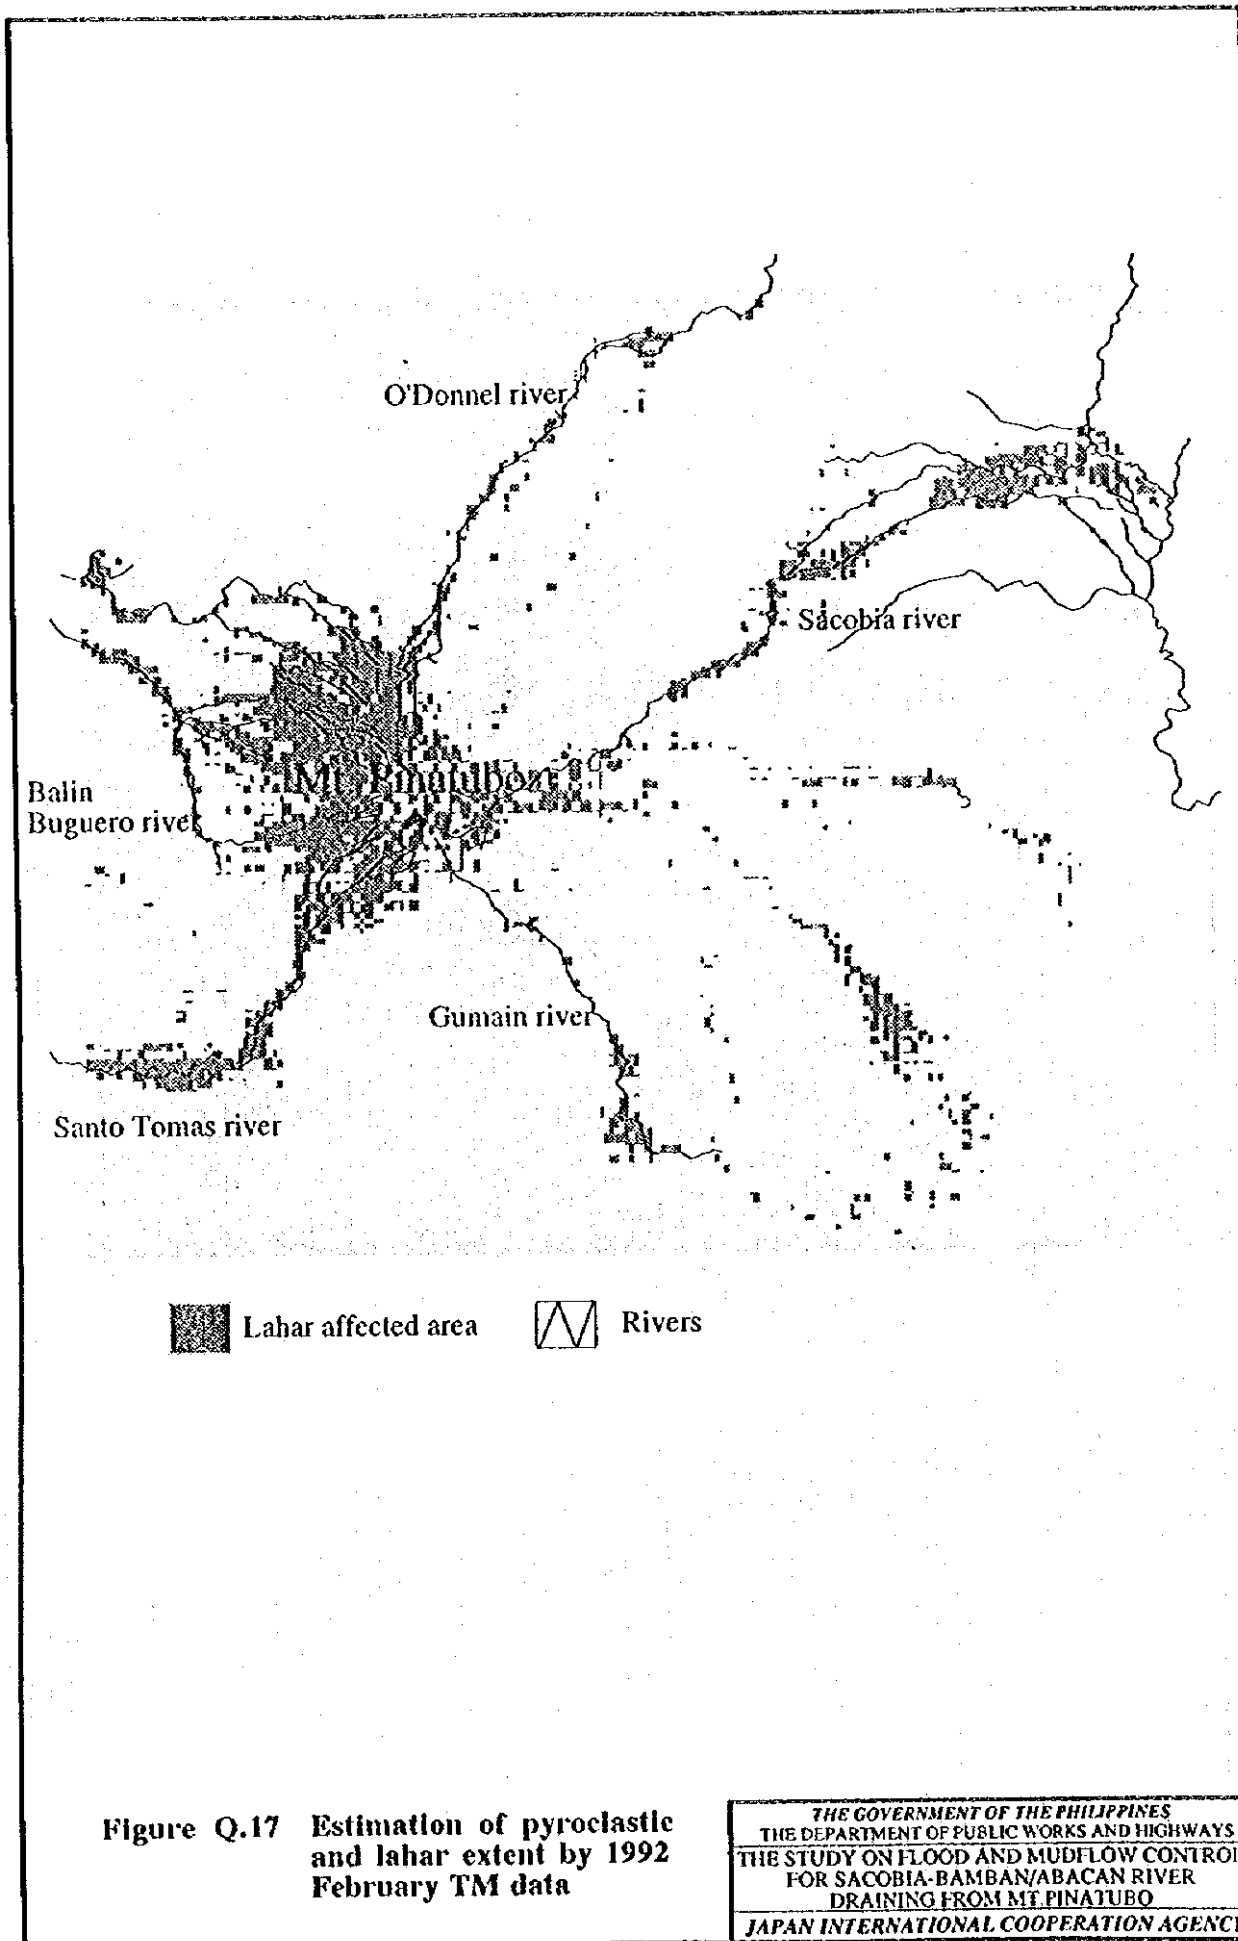 O'Donnel river
Sacobia river
Mt. Pinatulboat
Balin
Buguero river
Gumain river
Santo Tomas river
Lahar affected area
Rivers
Figure Q.17 Estimation of pyroclastic
and lahar extent by 1992
February TM data
THE GOVERNMENT OF THE PHILIPPINES
THE DEPARTMENT OF PUBLIC WORKS AND HIGHWAYS
THE STUDY ON FLOOD AND MUDFLOW CONTROL
FOR SACOBIA-BAMBAN/ABACAN RIVER
DRAINING FROM MT.PINATUBO
JAPAN INTERNATIONAL COOPERATION AGENCY